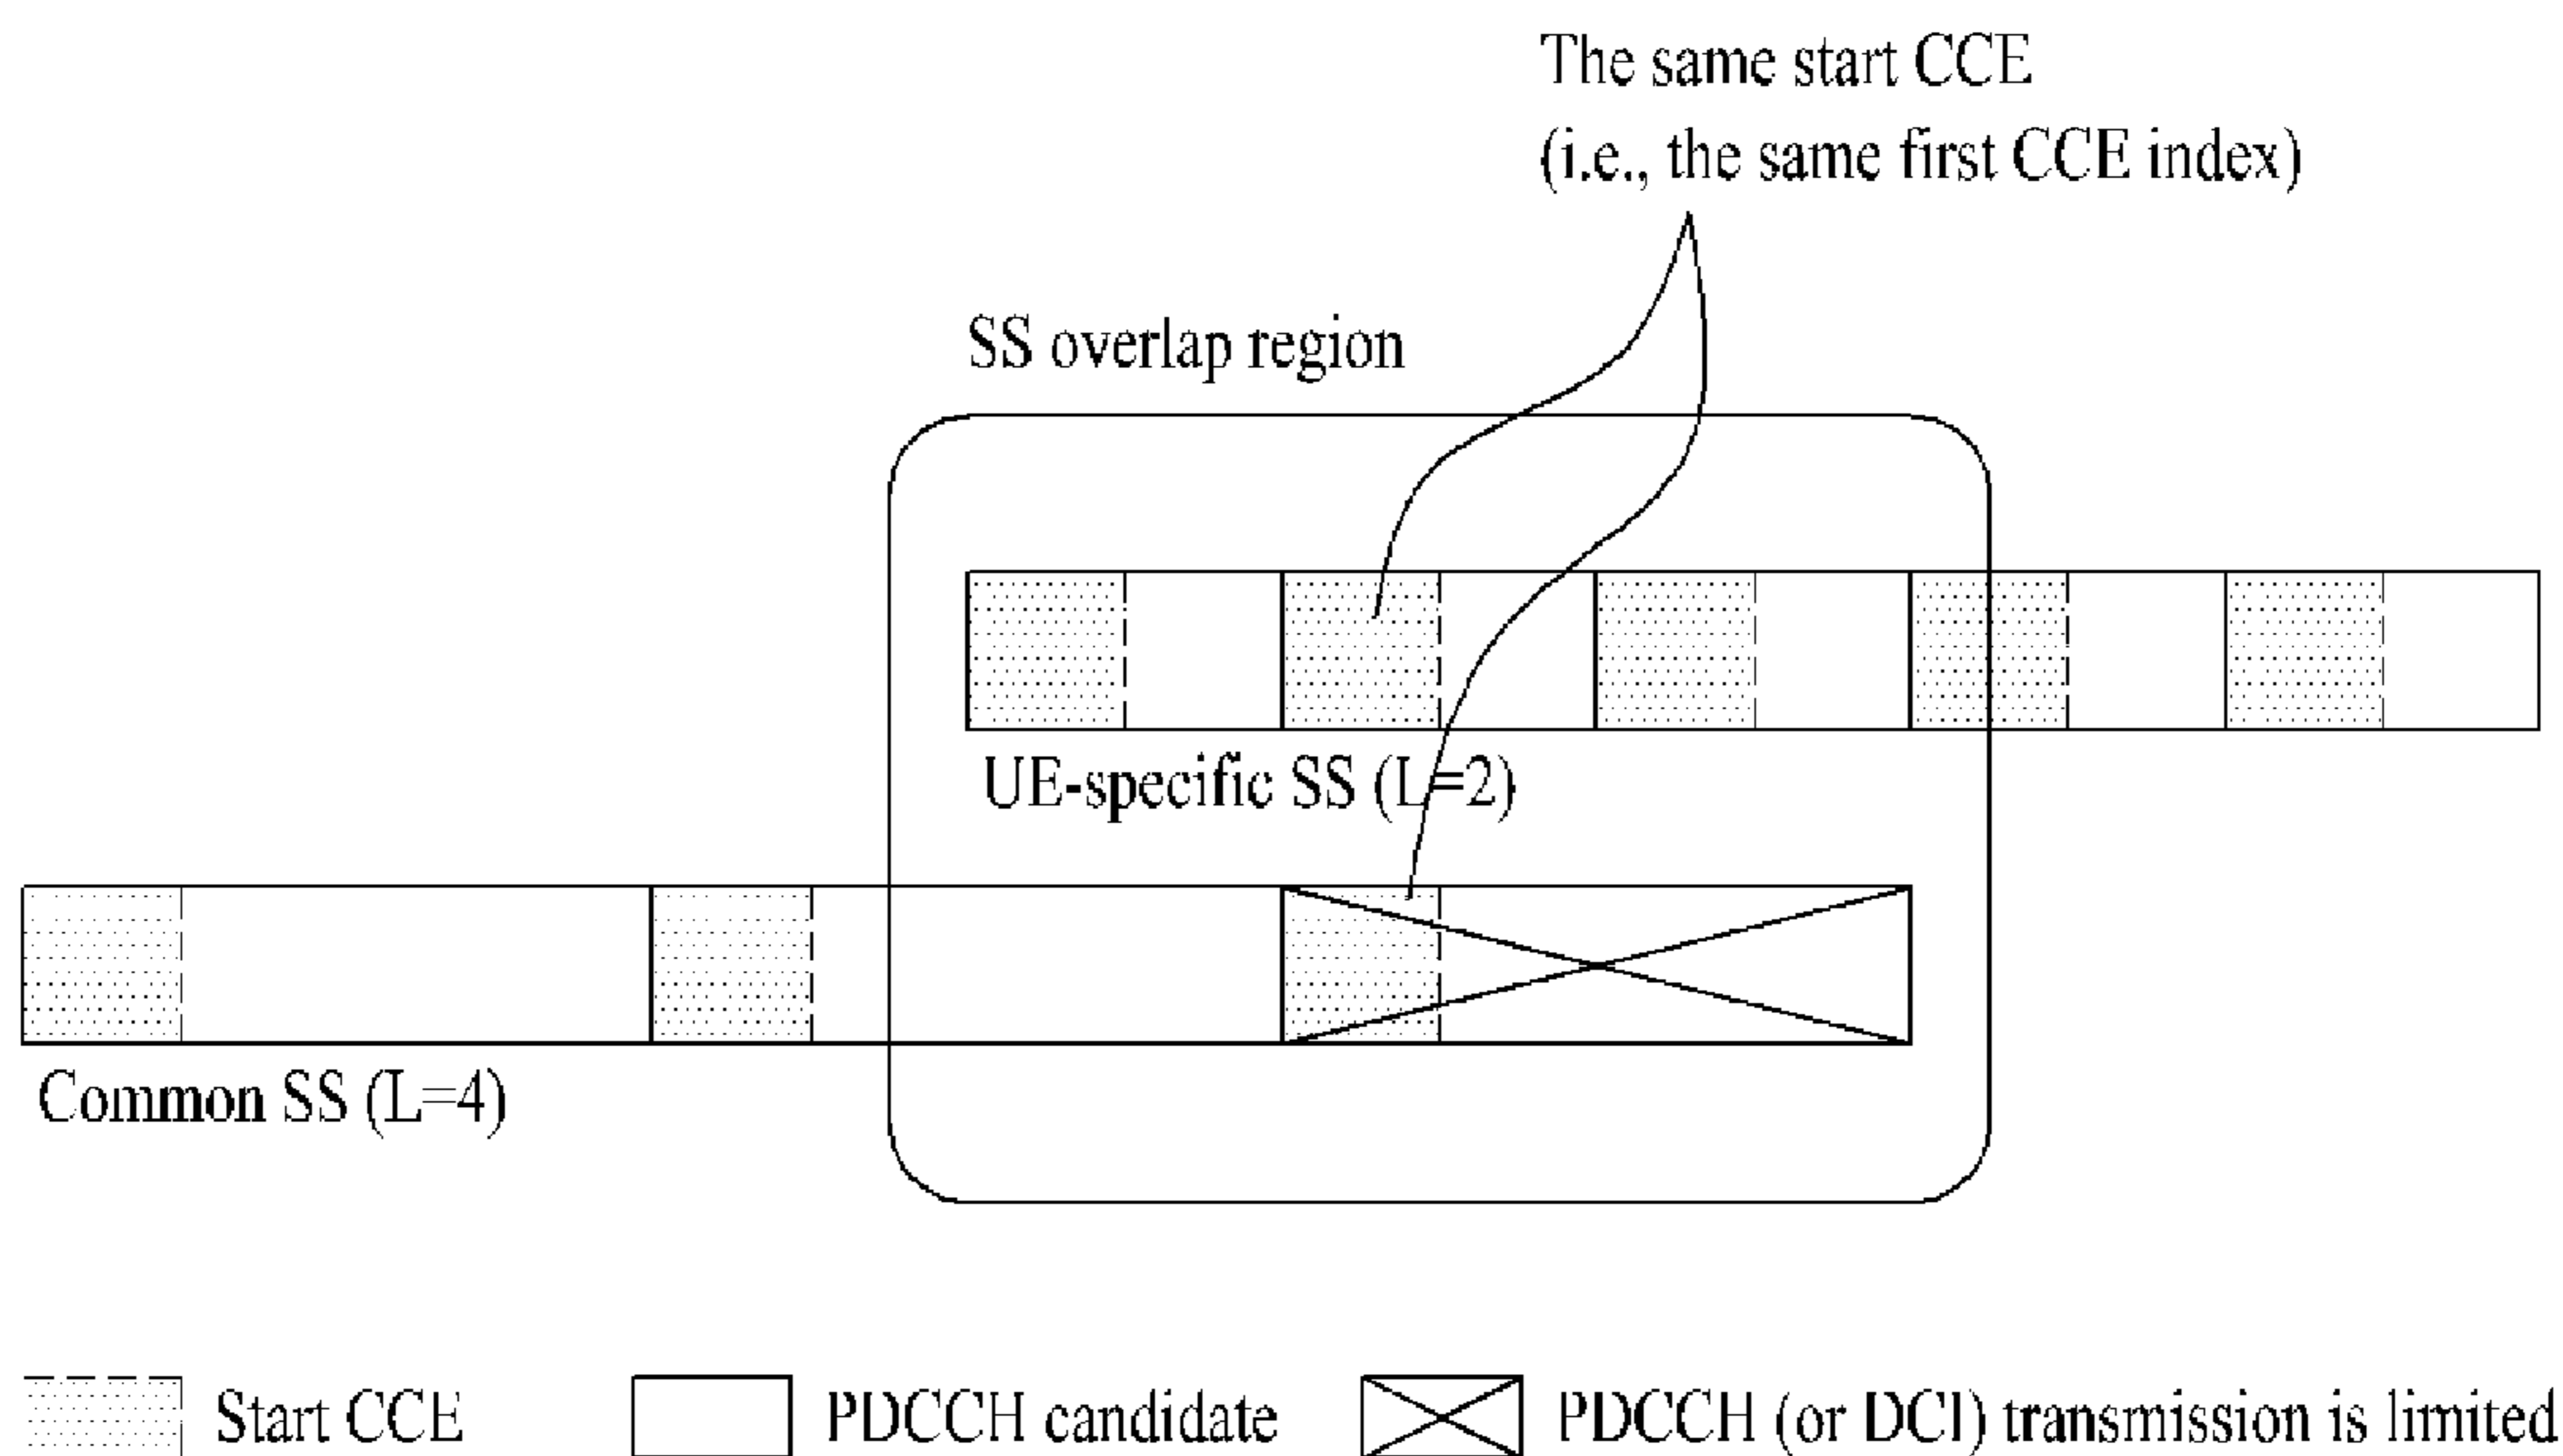 The same start CCE
(i.e., the same first CCE index)
SS overlap region
UE-specific SS (L=2)
Common SS (L=4)
Start CCE
PDCCH candidate
PDCCH (or DCI) transmission is limited